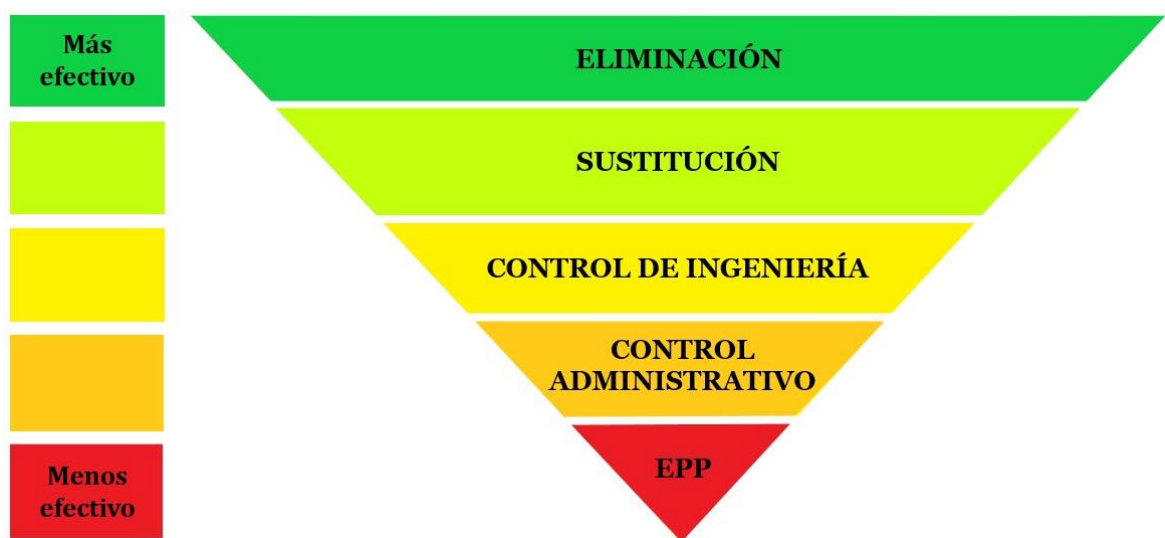 Más
efectivo
ELIMINACIÓN
SUSTITUCIÓN
CONTROL DE INGENIERÍA
CONTROL
ADMINISTRATIVO
Menos
efectivo
EPP